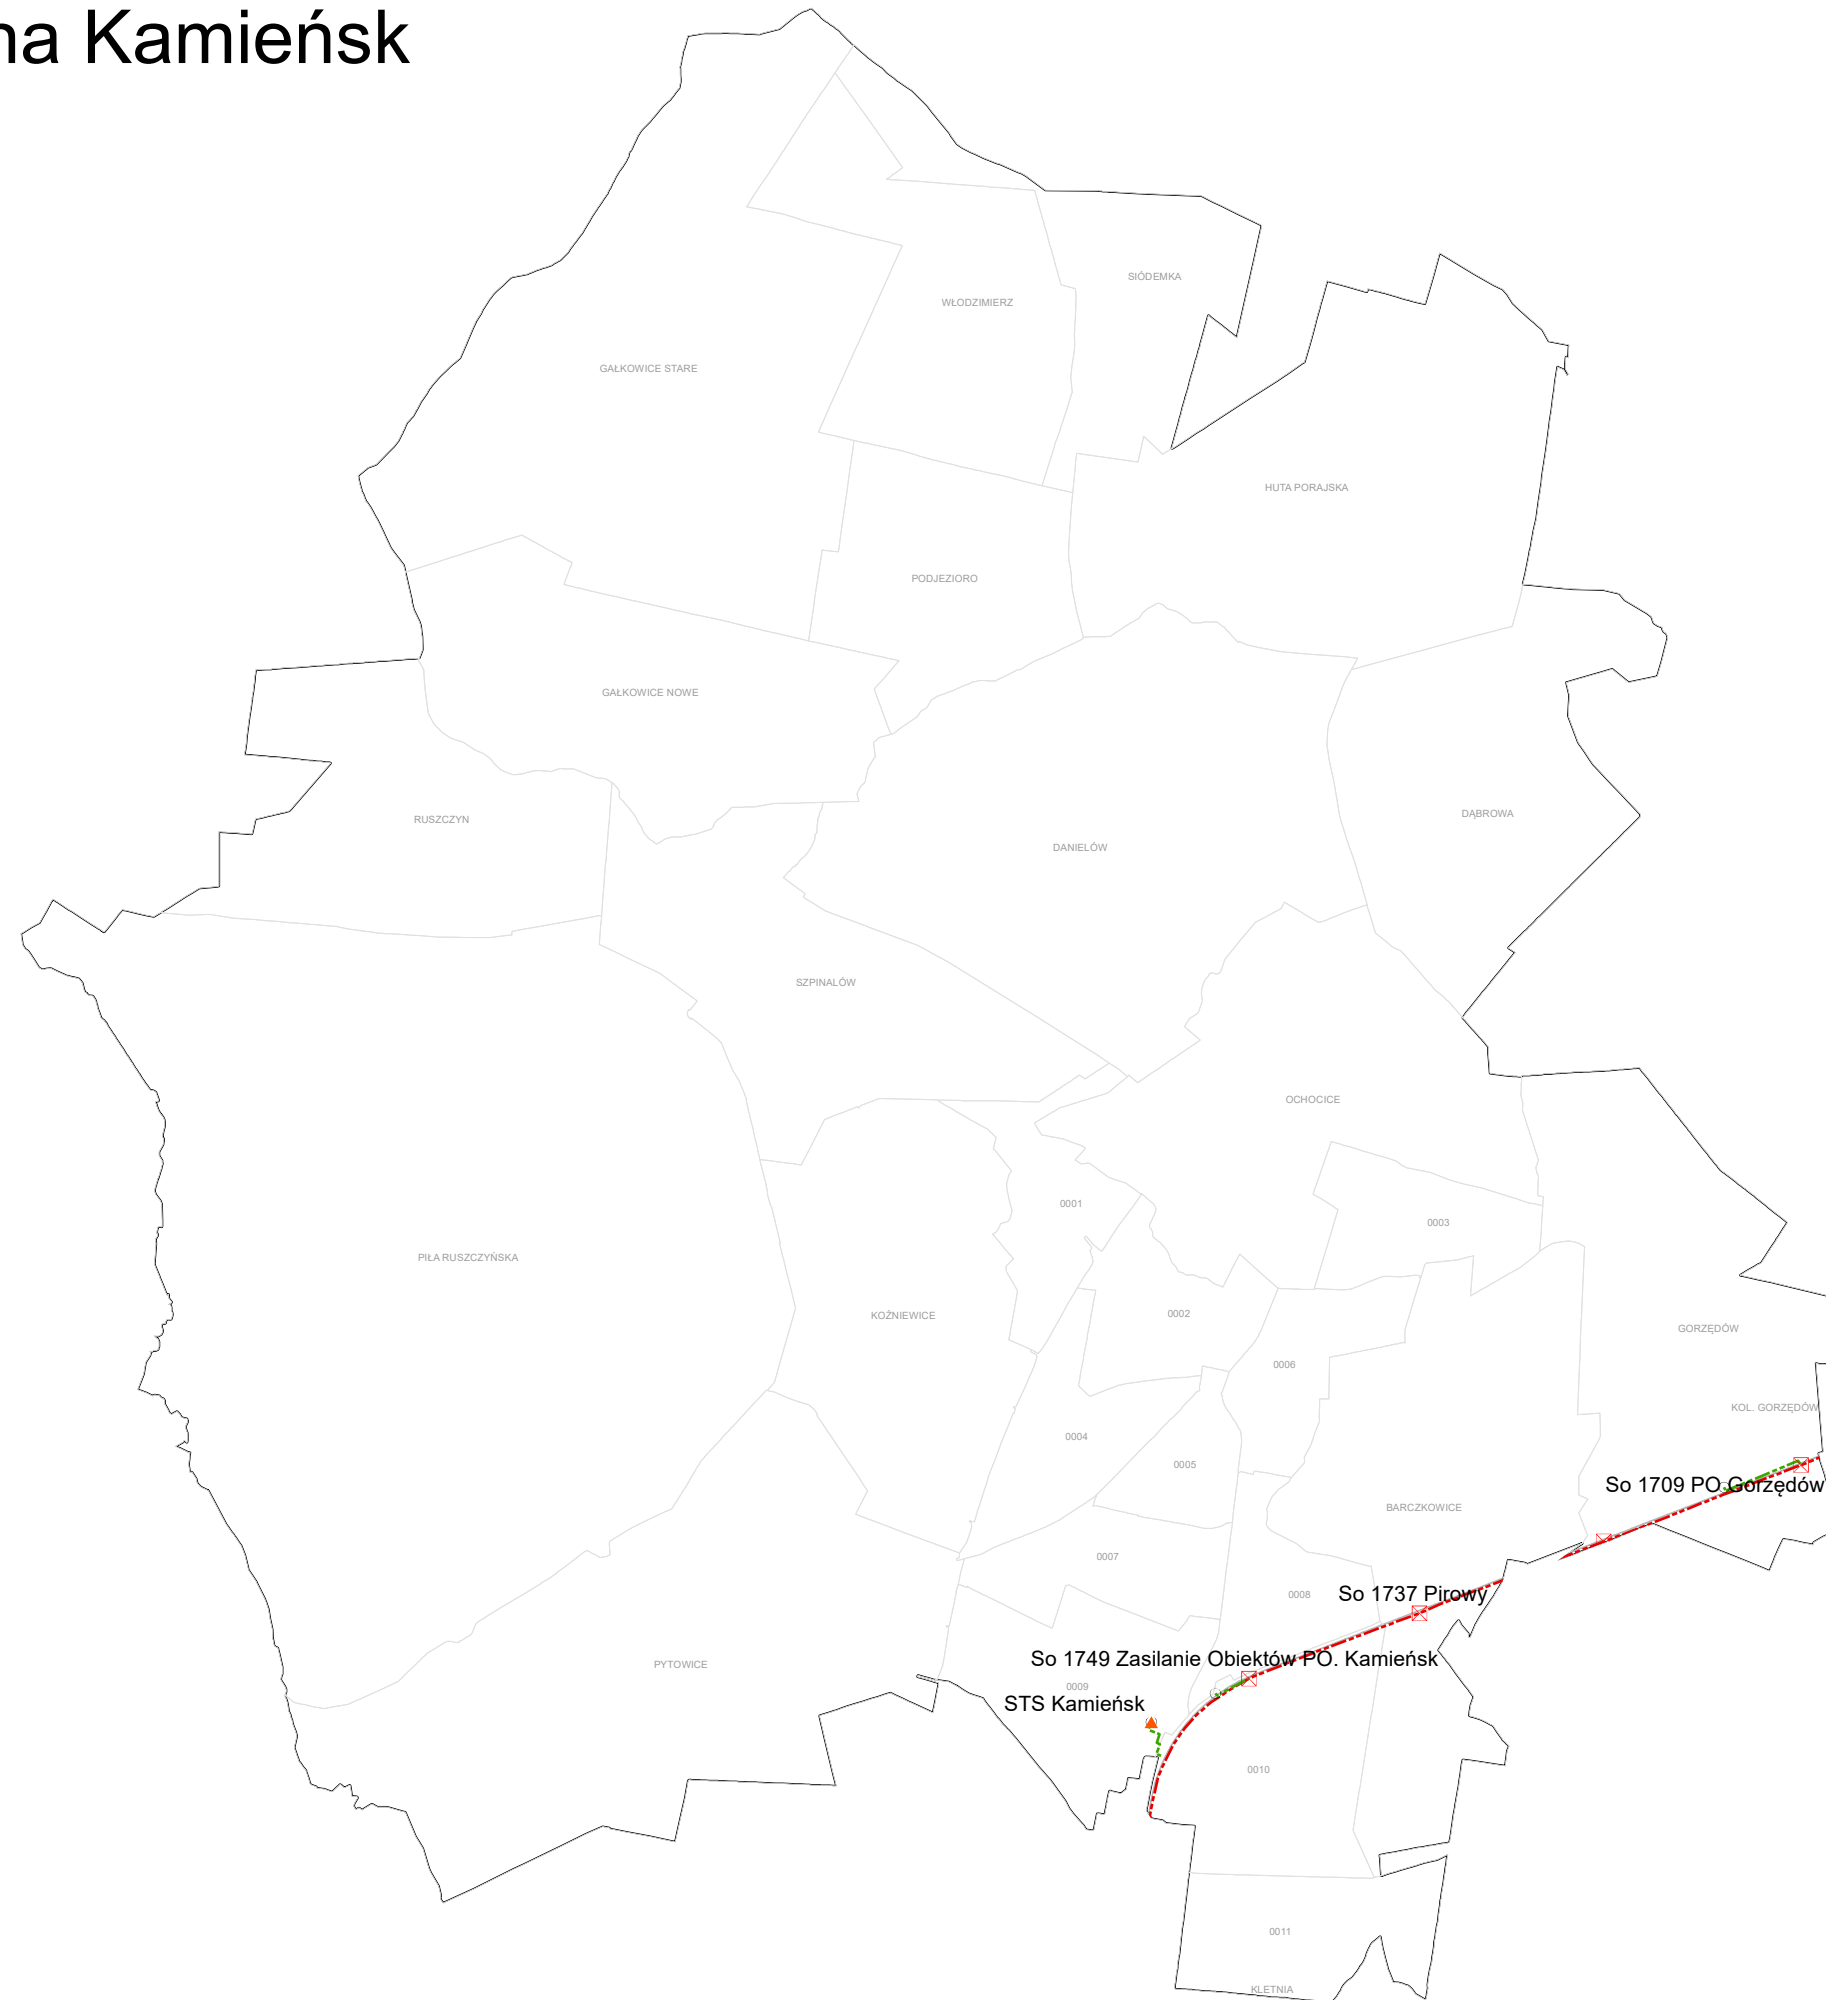 na Kamieńsk
SIÓDEMKA
WŁODZIMIERZ
GAŁKOWICE STARE
HUTA PORAJSKA
PODJEZIORO
GAŁKOWICE NOWE
DĄBROWA
RUSZCZYN
DANIELÓW
SZPINALÓW
OCHOCICE
0001
0003
PIŁA RUSZCZYŃSKA
0002
KOŹNIEWICE
GORZĘDÓW
0006
KOL. GORZĘDÓW
0004
0005
So 1709 PO Gorzędów
BARCZKOWICE
0007
0008
So 1737 Pirowy
So 1749 Zasilanie Obiektów PO. Kamieńsk
PYTOWICE
0009
STS Kamieńsk
0010
0011
KLETNIA